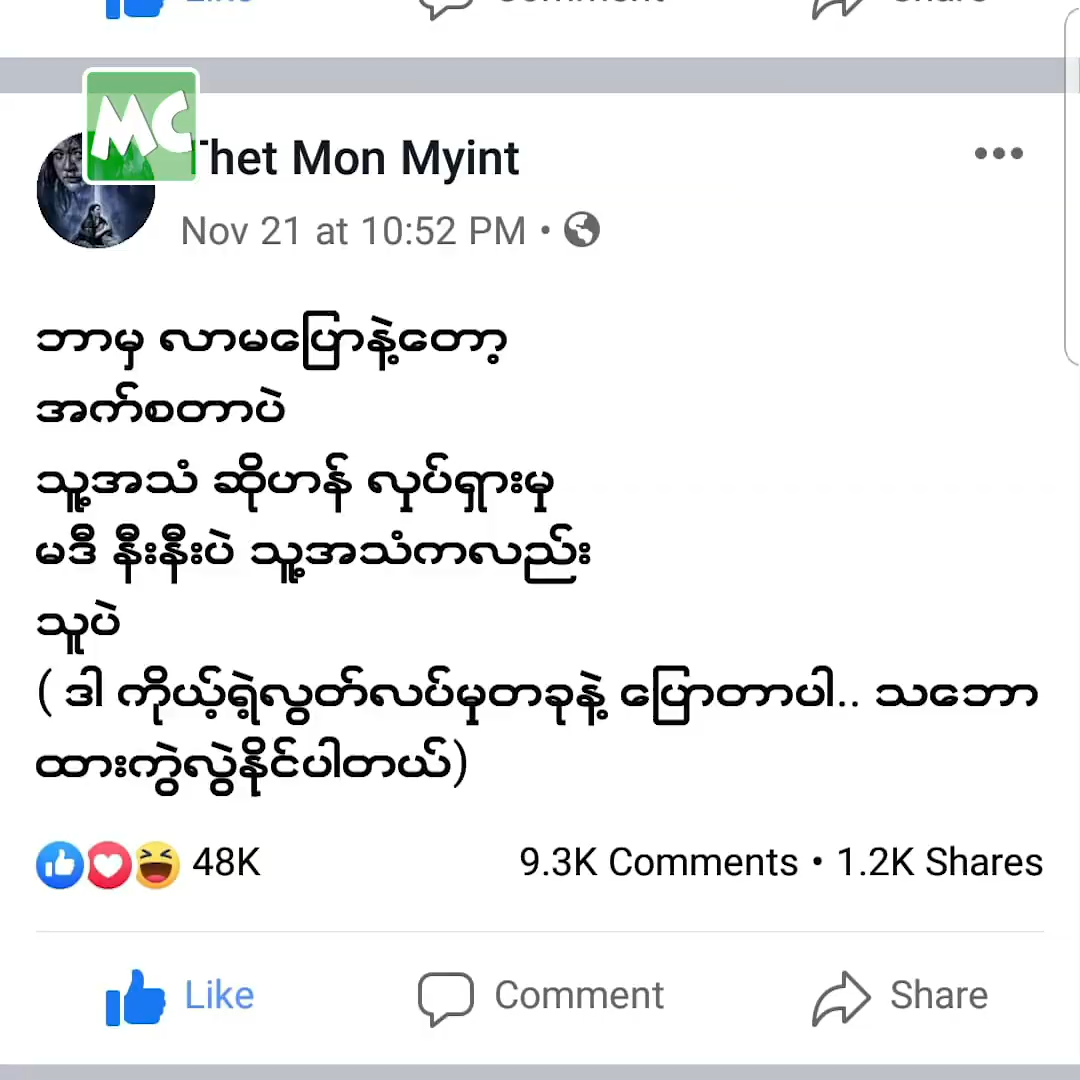 MC
Thet Mon Myint
Nov 21 at 10:52 PM •
ဘာမှ လာမပြောနဲ့တော့
အက်စတာပဲ
သူ့အသံ ဆိုဟန် လှုပ်ရှားမှု
မဒီ နီးနီးပဲ သူ့အသံကလည်း
သူပဲ
( ဒါ ကိုယ့်ရဲ့လွတ်လပ်မှုတခုနဲ့ ပြောတာပါ.. သဘော
ထားကွဲလွဲနိုင်ပါတယ်)
48K
9.3K Comments • 1.2K Shares
Like Comment Share